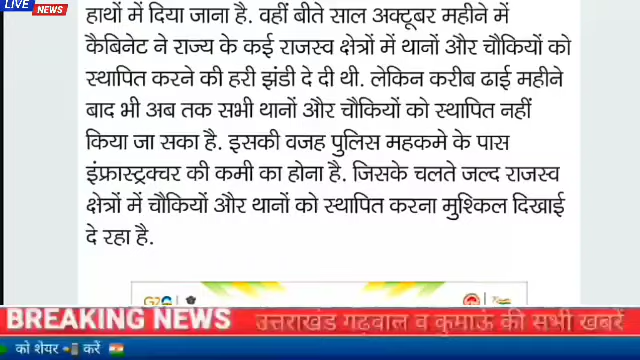 LIVE NEWS
हाथों में दिया जाना है. वहीं बीते साल अक्टूबर महीने में
कैबिनेट ने राज्य के कई राजस्व क्षेत्रों में थानों और चौकियों को
स्थापित करने की हरी झंडी दे दी थी. लेकिन करीब ढाई महीने
बाद भी अब तक सभी थानों और चौकियों को स्थापित नहीं
किया जा सका है. इसकी वजह पुलिस महकमे के पास
इंफ्रास्ट्रक्चर की कमी का होना है. जिसके चलते जल्द राजस्व
क्षेत्रों में चौकियों और थानों को स्थापित करना मुश्किल दिखाई
दे रहा है.
G20
BREAKING NEWS उत्तराखंड गढ़वाल व कुमाऊं की सभी खबरें
को शेयर करें